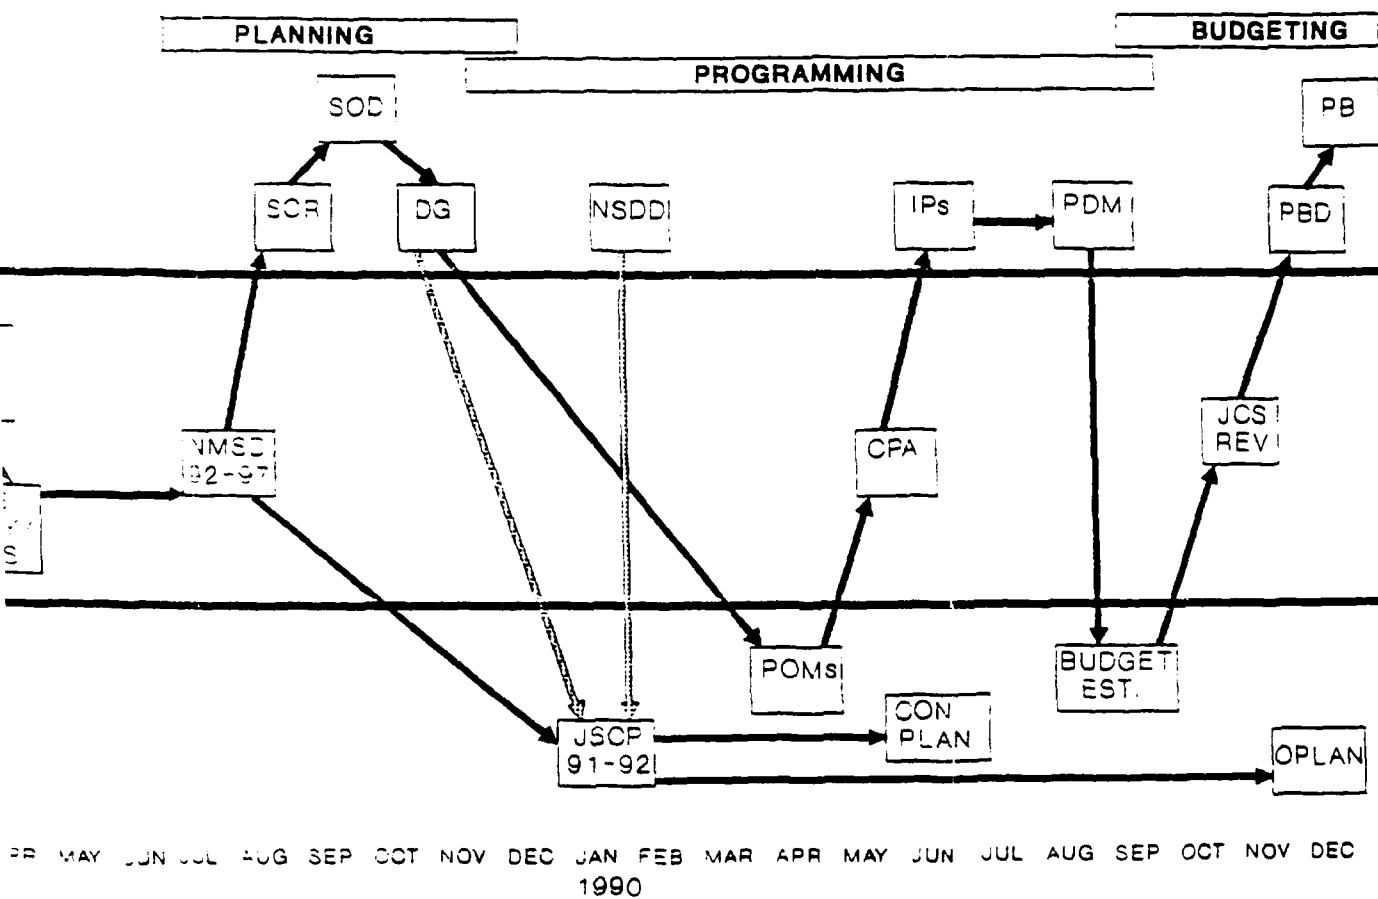 PLANNING
BUDGETING
PROGRAMMING
SOD
PB
SCR
DG
NSDD
IPs
PDM
PBD
NMSD
92-97
CPA
JCS
REV
S
POMs
BUDGET
EST.
JSCP
91-92
CON
PLAN
OPLAN
MAY JUN JUL AUG SEP OCT NOV DEC JAN FEB MAR APR MAY JUN JUL AUG SEP OCT NOV DEC
1990